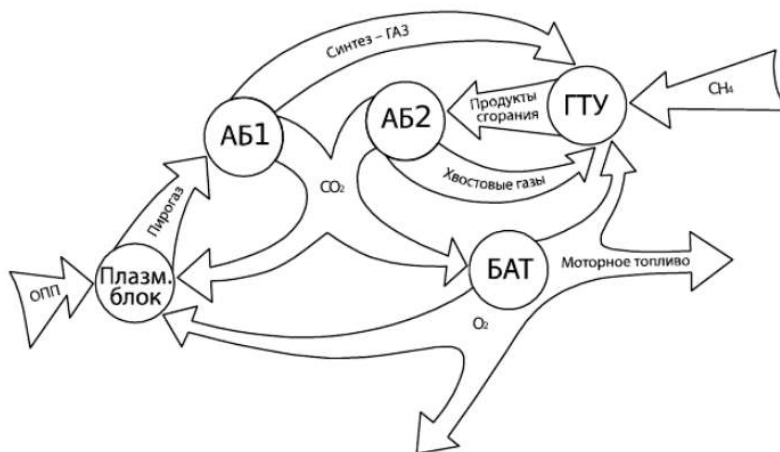 Синтез – ГАЗ
АБ1
АБ2
Продукты
сгорания
ГТУ
CH₄
Хвостовые газы
CO₂
Пирогаз
ОПП
Плазм.
блок
БАТ
Моторное топливо
O₂